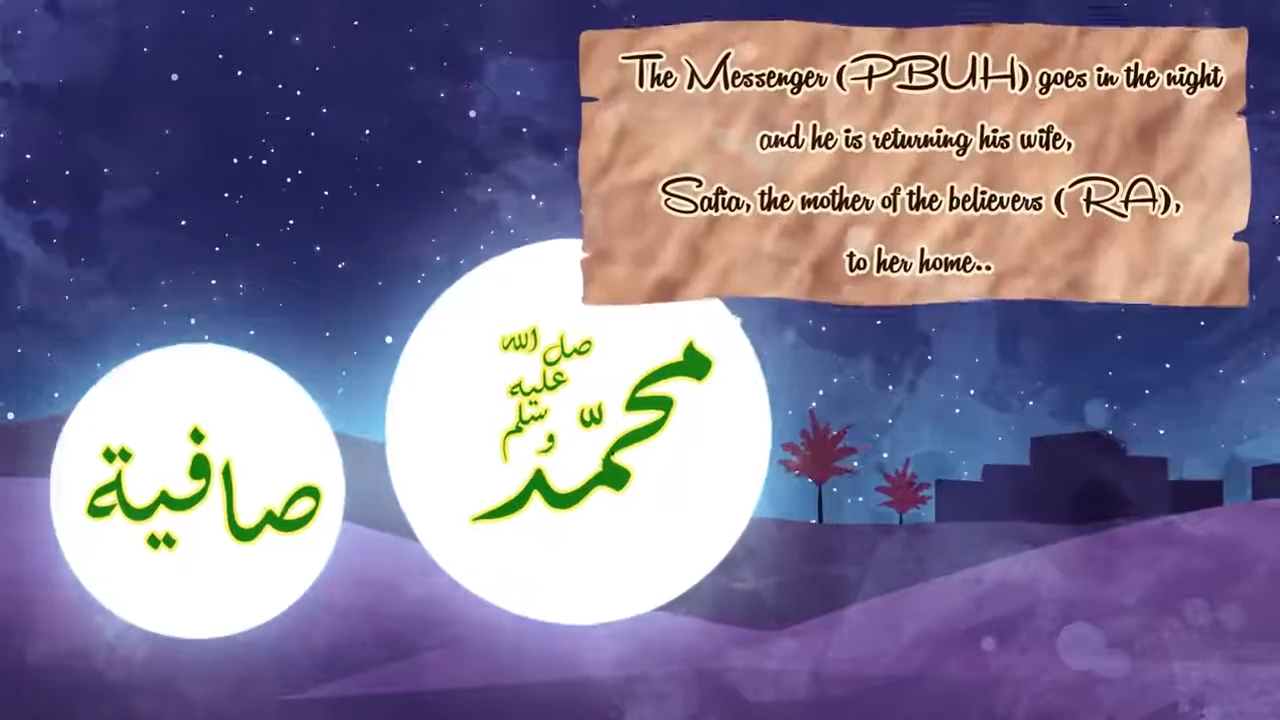 The Messenger (PBUH) goes in the night
and he is returning his wife,
Safia, the mother of the believers (RA),
to her home..
صل الله
عليه
وسلم
محمّد
صافية